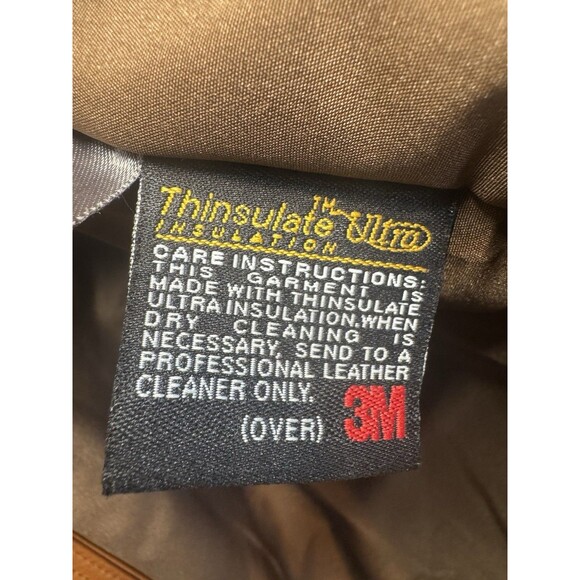 Thinsulate™ Ultra
INSULATION
CARE INSTRUCTIONS:
THIS GARMENT IS
MADE WITH THINSULATE
ULTRA INSULATION. WHEN
DRY CLEANING IS
NECESSARY, SEND TO A
PROFESSIONAL LEATHER
CLEANER ONLY.
(OVER) 3M